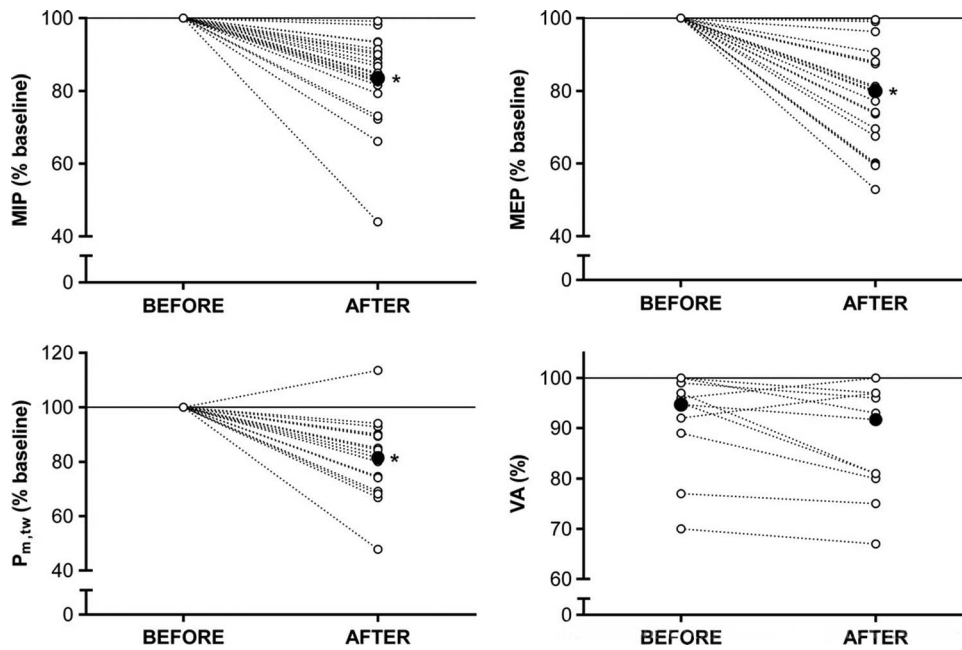 MIP (% baseline)
100
80
60
40
0
*
BEFORE
AFTER
MEP (% baseline)
100
80
60
40
0
*
BEFORE
AFTER
Pm,tw (% baseline)
120
100
80
60
40
0
*
BEFORE
AFTER
VA (%)
100
90
80
70
60
0
BEFORE
AFTER